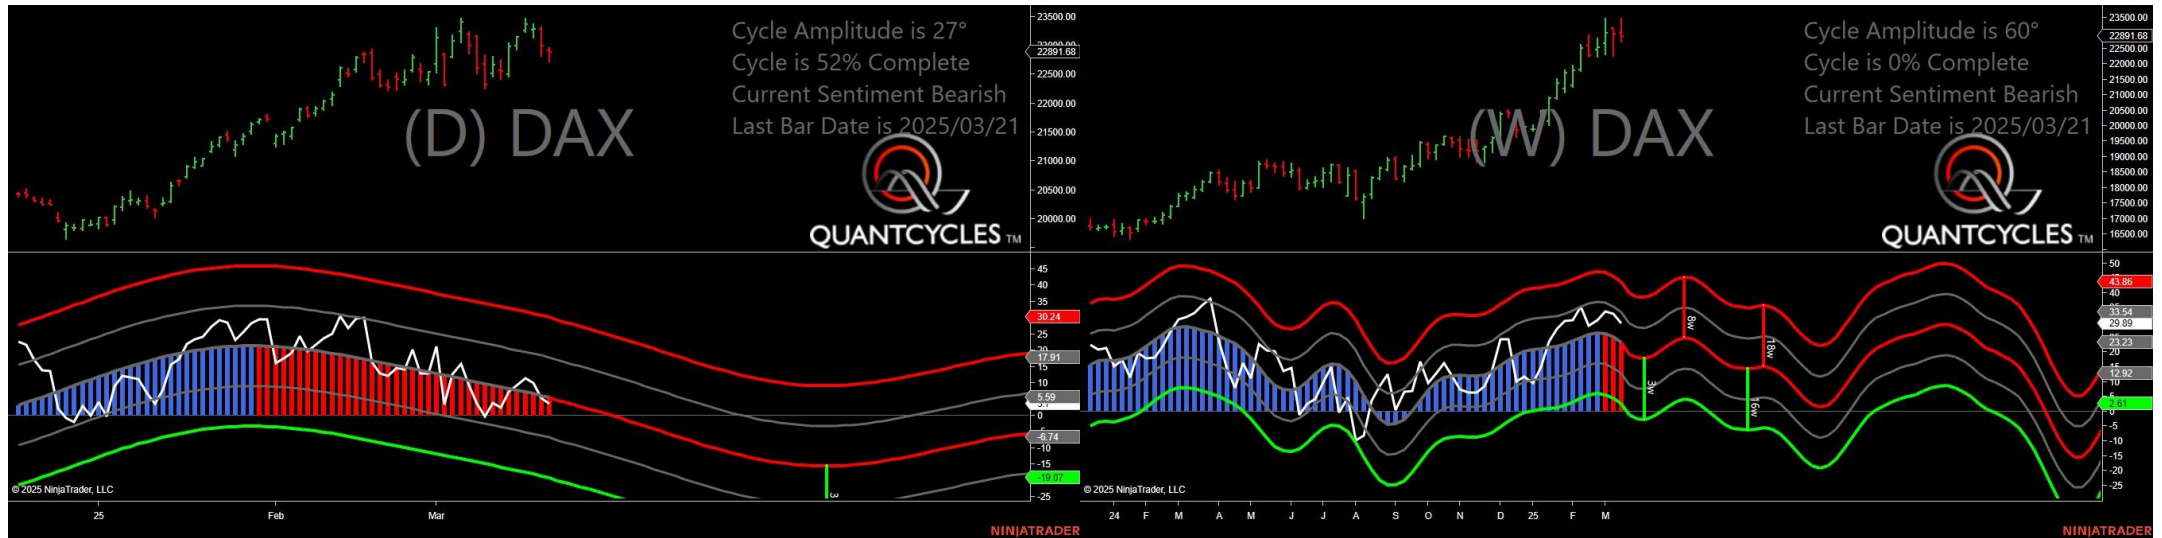 Cycle Amplitude is 27°
Cycle is 52% Complete
Current Sentiment Bearish
Last Bar Date is 2025/03/21
(D) DAX
QUANTCYCLES TM
23500.00
22891.68
22500.00
22000.00
21500.00
21000.00
20500.00
20000.00
45
40
35
30.24
25
17.91
15
10
5.59
0
-6.74
-10
-15
-19.07
-25
3
© 2025 NinjaTrader, LLC
25 Feb Mar
NINJATRADER
Cycle Amplitude is 60°
Cycle is 0% Complete
Current Sentiment Bearish
Last Bar Date is 2025/03/21
(W) DAX
QUANTCYCLES TM
23500.00
22891.68
22500.00
22000.00
21500.00
21000.00
20500.00
20000.00
19500.00
19000.00
18500.00
18000.00
17500.00
17000.00
16500.00
50
43.86
40
33.54
29.89
23.23
20
12.92
2.61
-5
-10
-15
-20
-25
3w
8w
16w
18w
© 2025 NinjaTrader, LLC
24 F M A M J J A S O N D 25 F M
NINJATRADER